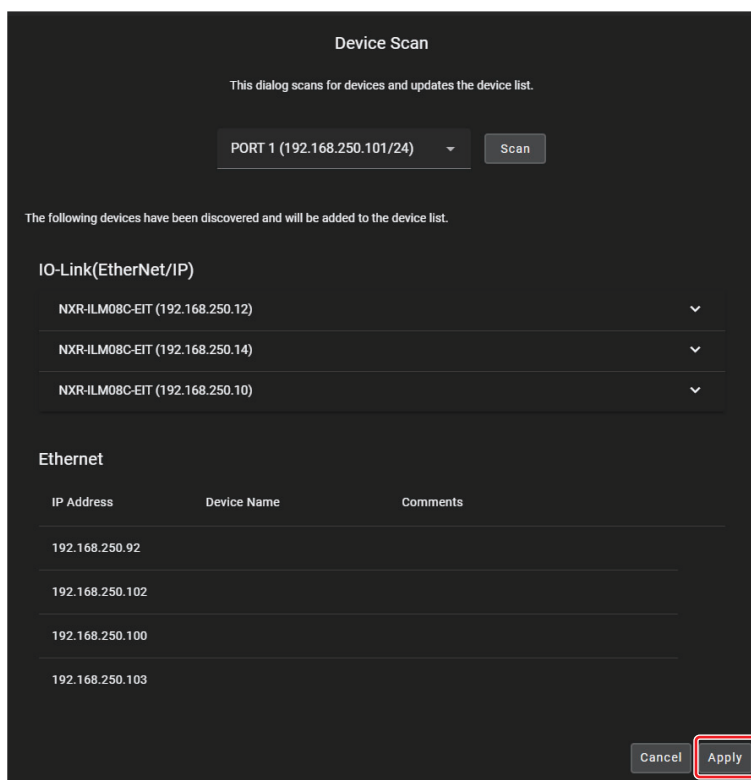 Device Scan
This dialog scans for devices and updates the device list.
PORT 1 (192.168.250.101/24)
Scan
The following devices have been discovered and will be added to the device list.
IO-Link(EtherNet/IP)
NXR-ILM08C-EIT (192.168.250.12)
NXR-ILM08C-EIT (192.168.250.14)
NXR-ILM08C-EIT (192.168.250.10)
Ethernet
IP Address Device Name Comments
192.168.250.92
192.168.250.102
192.168.250.100
192.168.250.103
Cancel Apply